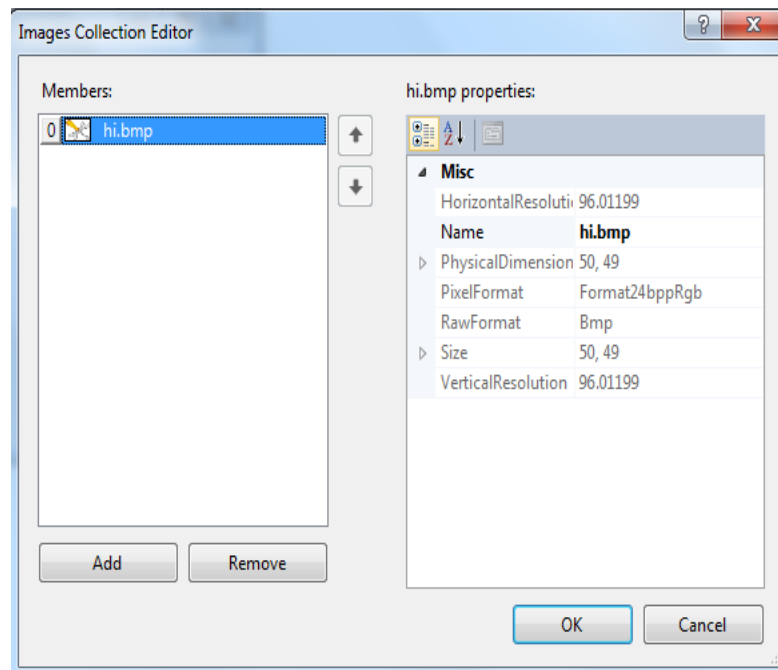 Images Collection Editor
?
Members:
0 hi.bmp
Add
Remove
hi.bmp properties:
A Z
Misc
HorizontalResoluti 96.01199
Name hi.bmp
PhysicalDimension 50, 49
PixelFormat Format24bppRgb
RawFormat Bmp
Size 50, 49
VerticalResolution 96.01199
OK
Cancel